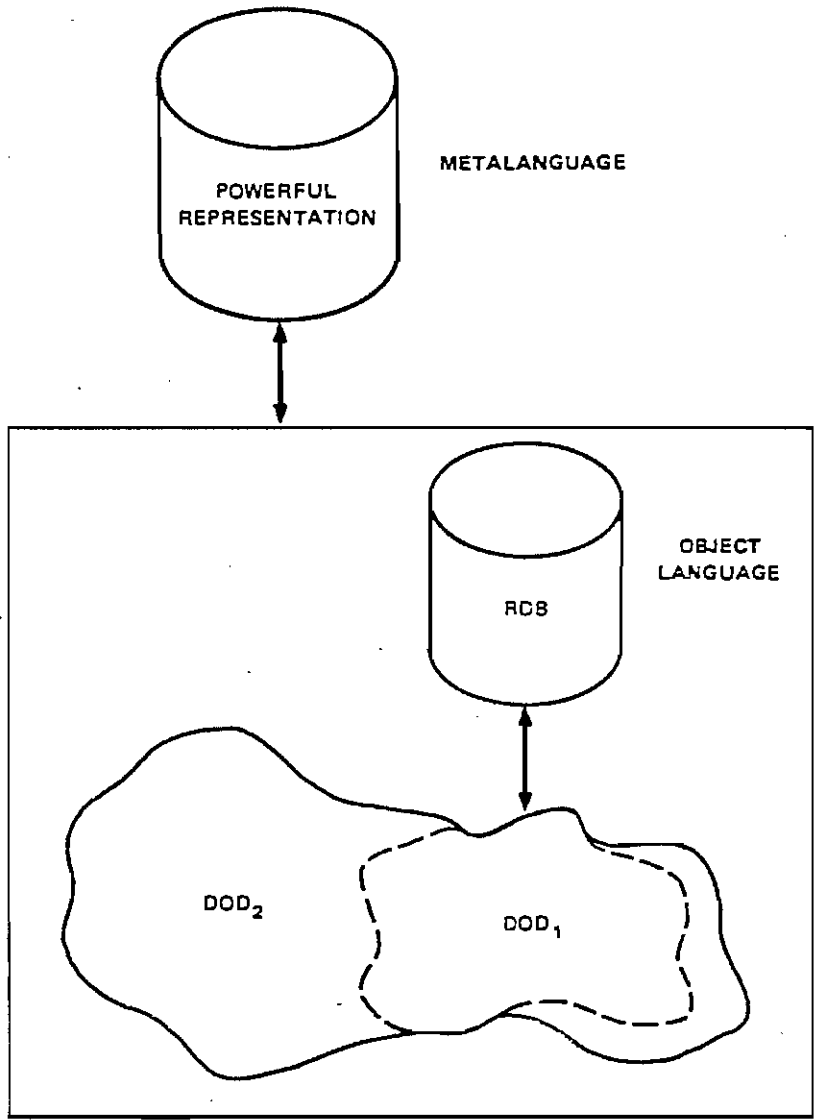 POWERFUL
REPRESENTATION
METALANGUAGE
OBJECT
LANGUAGE
RDB
DOD₂
DOD₁